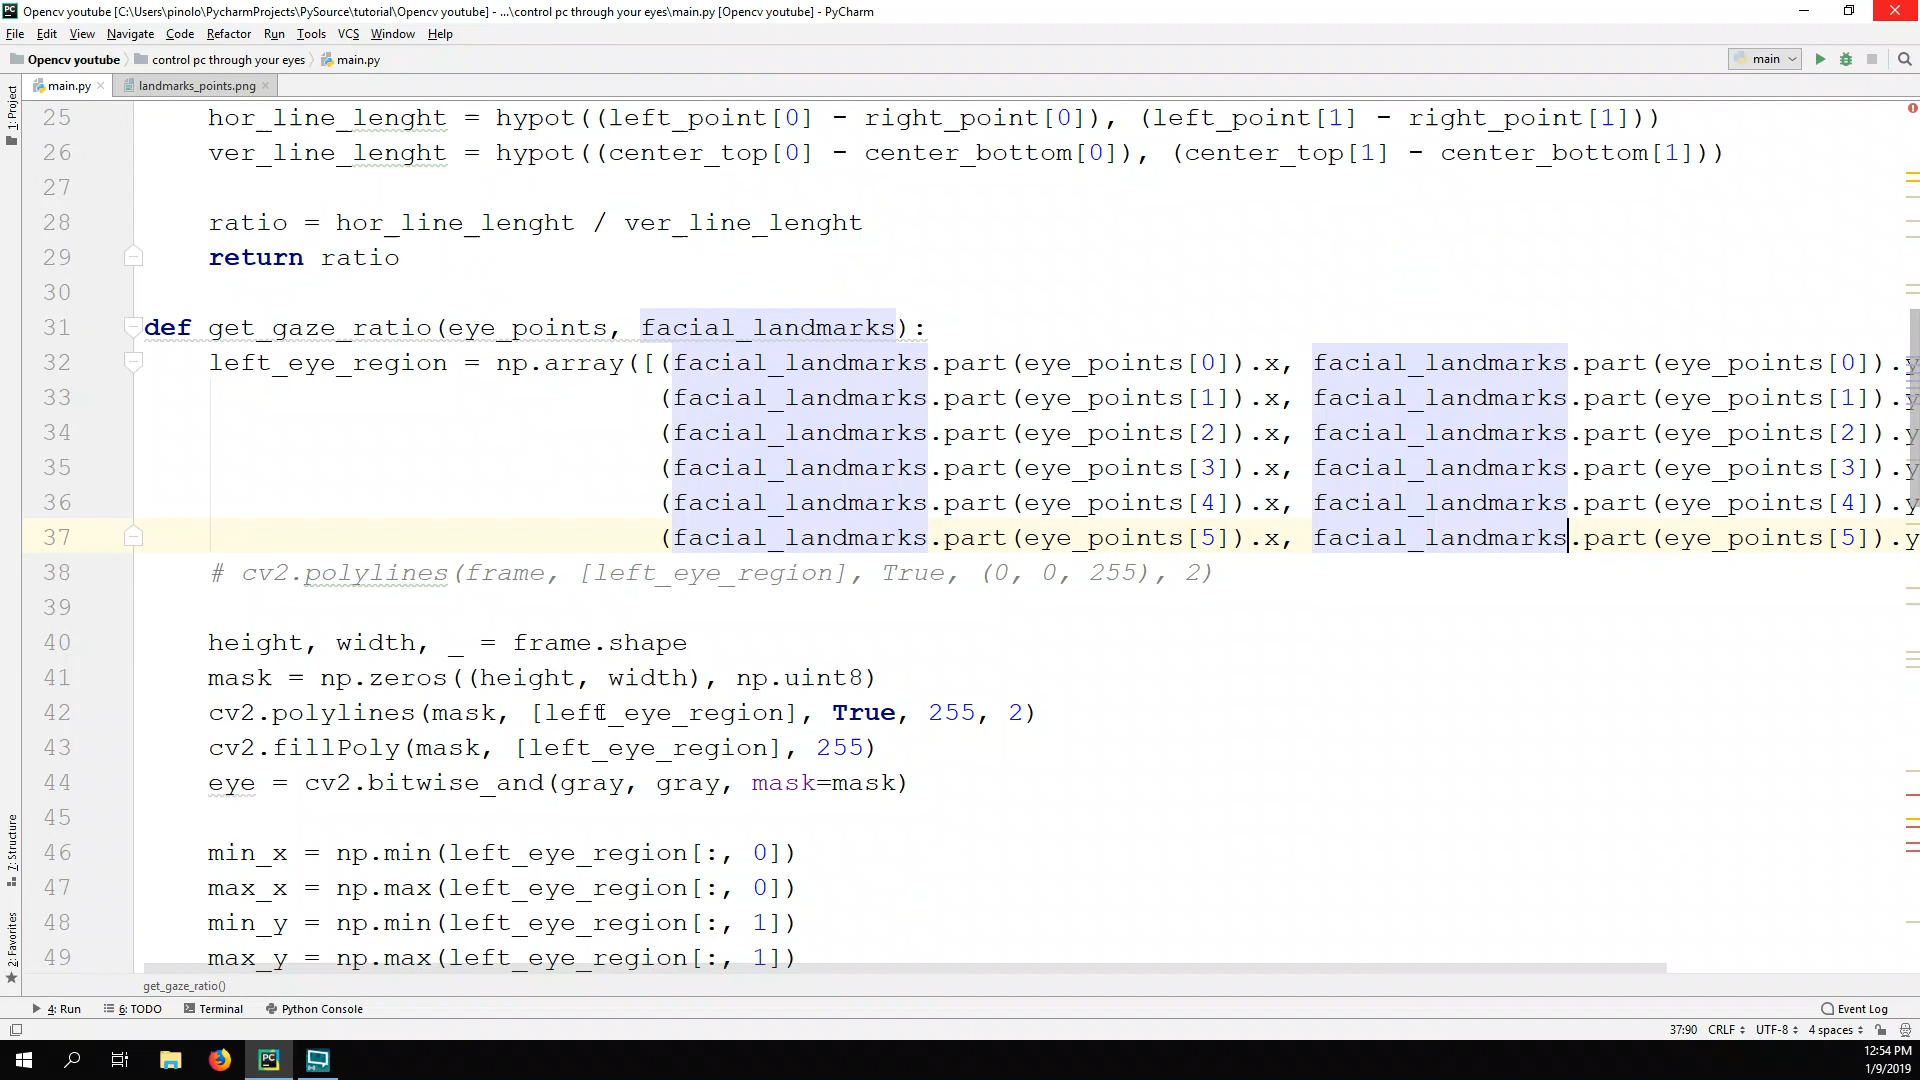 Opencv youtube [C:\Users\pinolo\PycharmProjects\PySource\tutorial\Opencv youtube] - ...\control pc through your eyes\main.py [Opencv youtube] - PyCharm
File Edit View Navigate Code Refactor Run Tools VCS Window Help
Opencv youtube control pc through your eyes main.py main
main.py landmarks_points.png
1: Project
7: Structure
2: Favorites
25 hor_line_lenght = hypot((left_point[0] - right_point[0]), (left_point[1] - right_point[1]))
26 ver_line_lenght = hypot((center_top[0] - center_bottom[0]), (center_top[1] - center_bottom[1]))
27
28 ratio = hor_line_lenght / ver_line_lenght
29 return ratio
30
31 def get_gaze_ratio(eye_points, facial_landmarks):
32 left_eye_region = np.array([(facial_landmarks.part(eye_points[0]).x, facial_landmarks.part(eye_points[0]).y
33 (facial_landmarks.part(eye_points[1]).x, facial_landmarks.part(eye_points[1]).y
34 (facial_landmarks.part(eye_points[2]).x, facial_landmarks.part(eye_points[2]).y
35 (facial_landmarks.part(eye_points[3]).x, facial_landmarks.part(eye_points[3]).y
36 (facial_landmarks.part(eye_points[4]).x, facial_landmarks.part(eye_points[4]).y
37 (facial_landmarks.part(eye_points[5]).x, facial_landmarks.part(eye_points[5]).y
38 # cv2.polylines(frame, [left_eye_region], True, (0, 0, 255), 2)
39
40 height, width, _ = frame.shape
41 mask = np.zeros((height, width), np.uint8)
42 cv2.polylines(mask, [left_eye_region], True, 255, 2)
43 cv2.fillPoly(mask, [left_eye_region], 255)
44 eye = cv2.bitwise_and(gray, gray, mask=mask)
45
46 min_x = np.min(left_eye_region[:, 0])
47 max_x = np.max(left_eye_region[:, 0])
48 min_y = np.min(left_eye_region[:, 1])
49 max_y = np.max(left_eye_region[:, 1])
get_gaze_ratio()
4: Run 6: TODO Terminal Python Console Event Log
37:90 CRLF UTF-8 4 spaces
PC
12:54 PM
1/9/2019